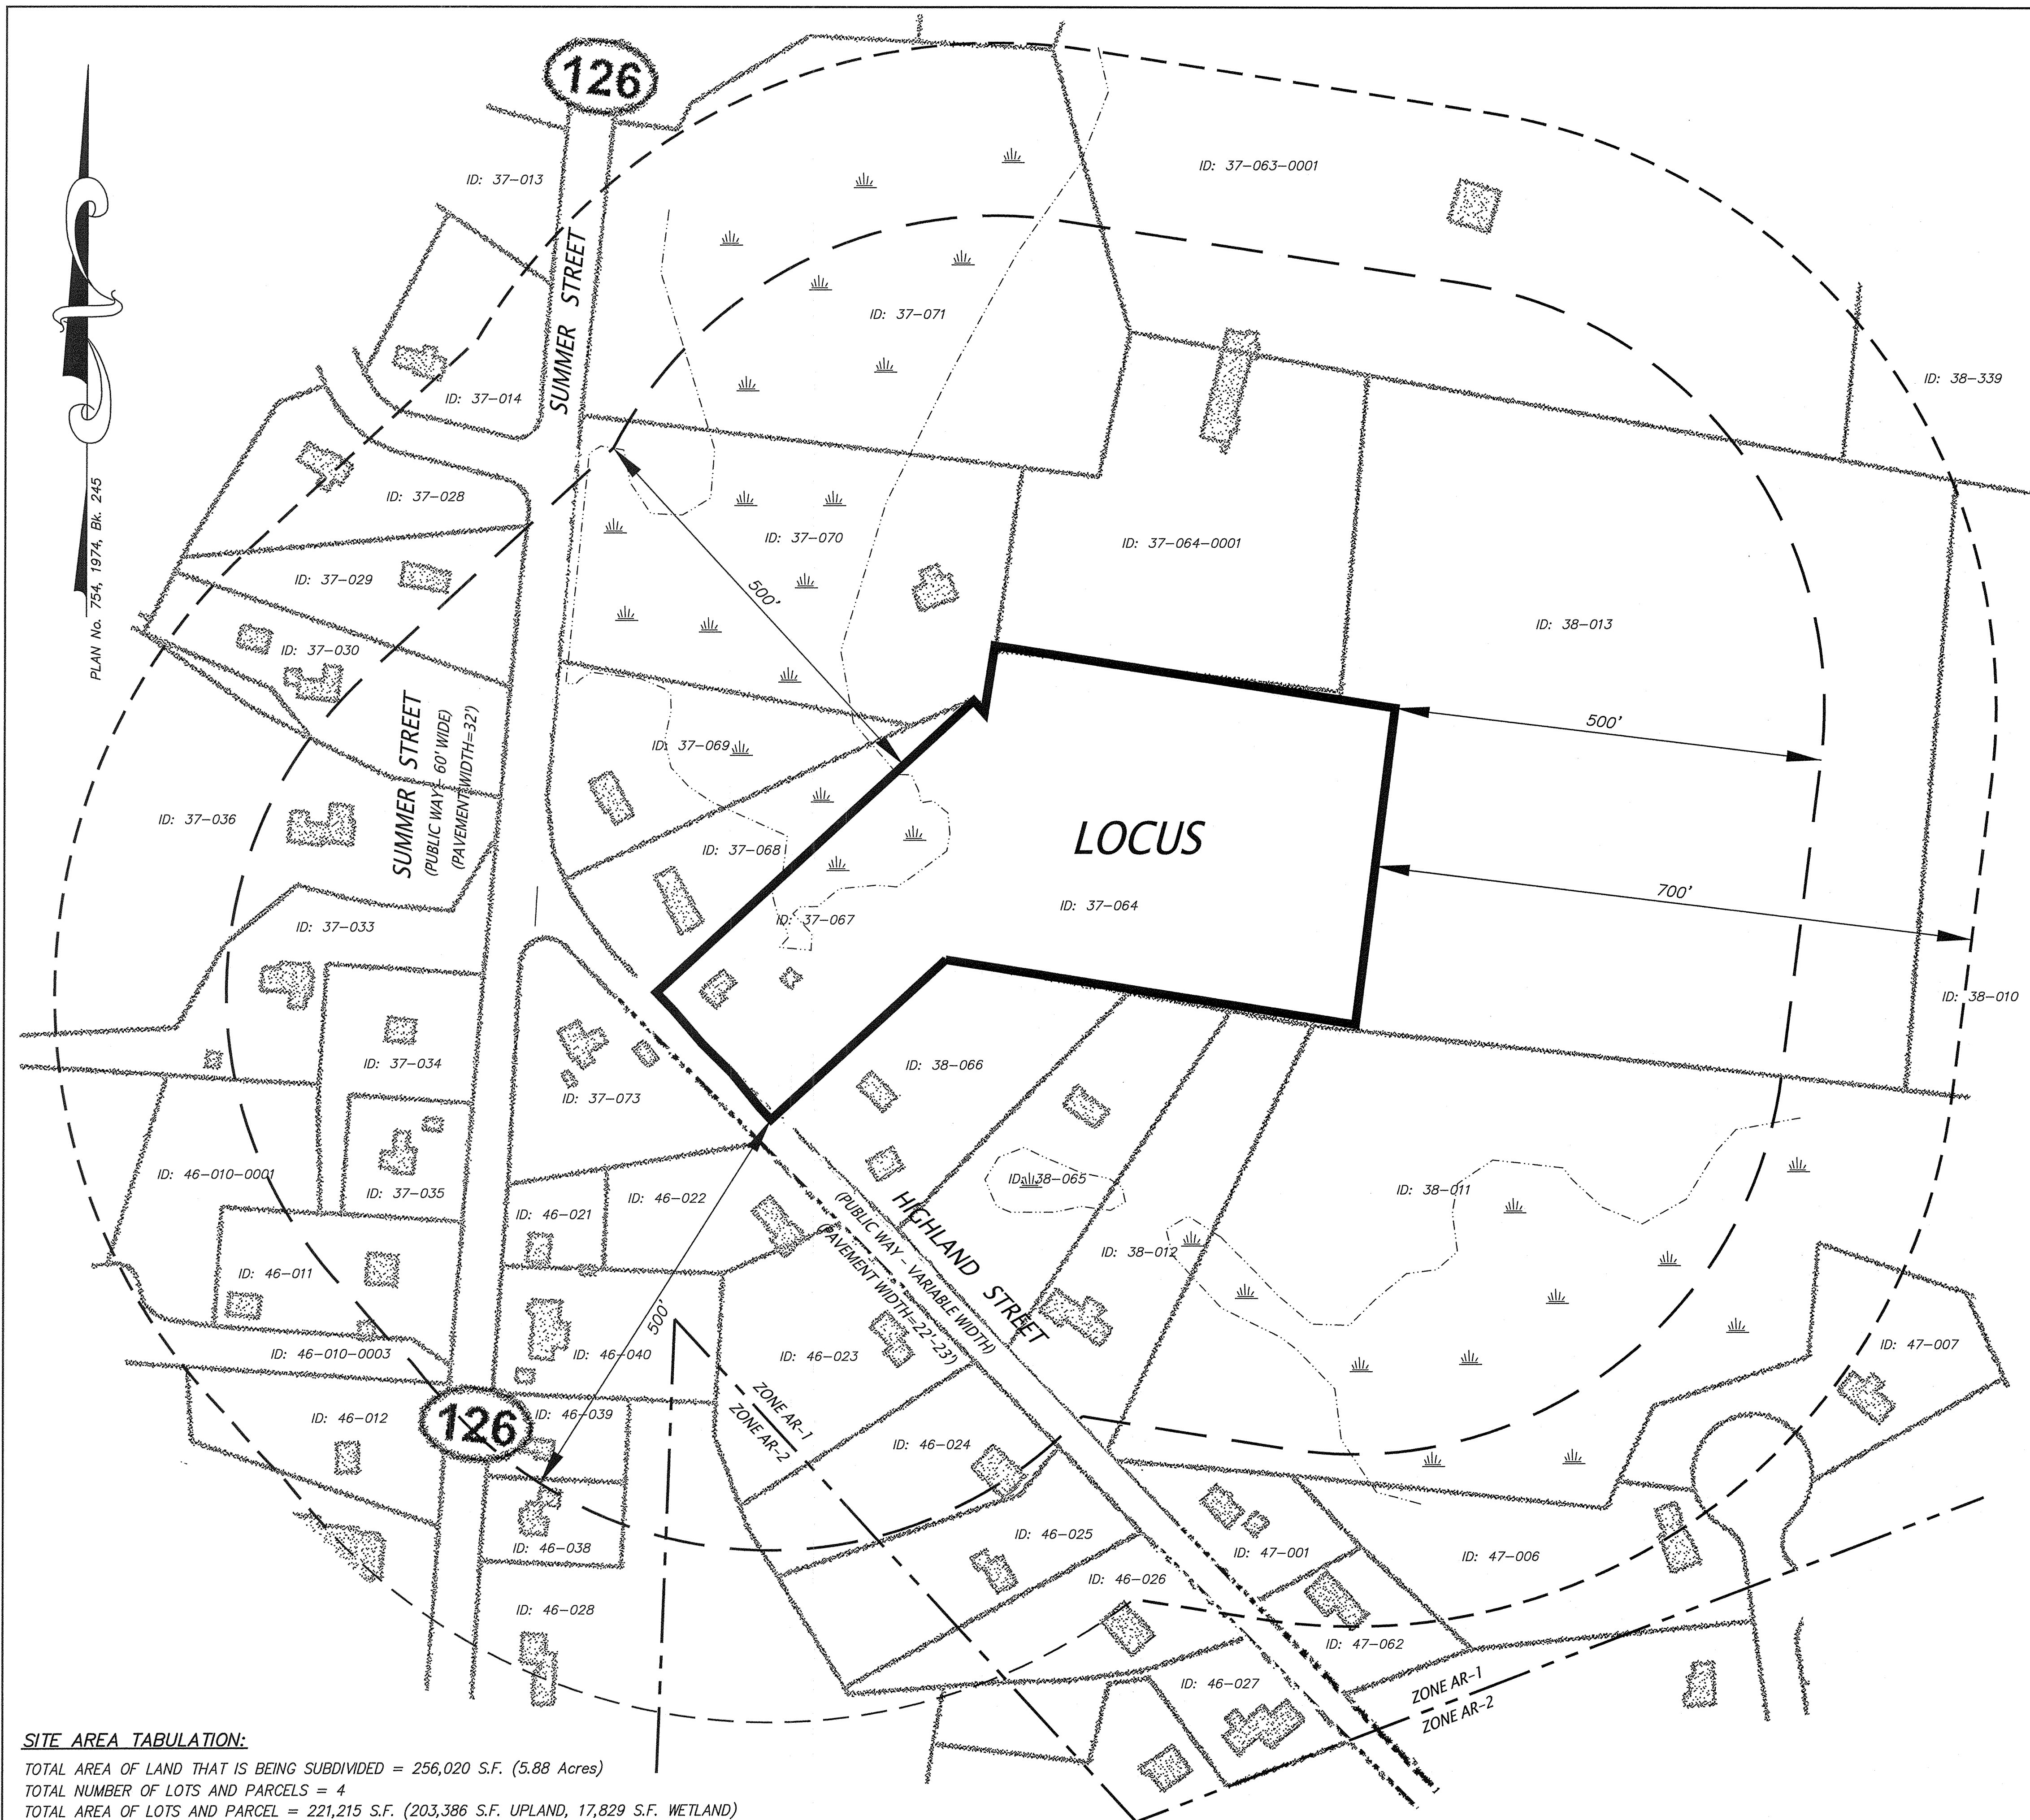 126
ID: 37-013
ID: 37-063-0001
SUMMER STREET
ID: 37-071
ID: 38-339
ID: 37-014
PLAN No. 754, 1974, Bk. 245
ID: 37-028
ID: 37-070
ID: 37-064-0001
ID: 37-029
500'
ID: 38-013
ID: 37-030
500'
SUMMER STREET
(PUBLIC WAY - 60' WIDE)
(PAVEMENT WIDTH=32')
ID: 37-069
ID: 37-036
LOCUS
ID: 37-068
700'
ID: 37-064
ID: 37-067
ID: 37-033
ID: 38-010
ID: 37-034
ID: 38-066
ID: 37-073
ID: 46-010-0001
ID: 37-035
ID: 46-022
ID: 46-021
ID: 38-065
ID: 38-011
HIGHLAND STREET
(PUBLIC WAY - VARIABLE WIDTH)
(PAVEMENT WIDTH=22'-23')
ID: 38-012
ID: 46-011
500'
ID: 46-010-0003
ID: 46-040
ID: 46-023
ID: 47-007
ZONE AR-1
ZONE AR-2
126
ID: 46-012
ID: 46-039
ID: 46-024
ID: 46-038
ID: 46-025
ID: 47-001
ID: 47-006
ID: 46-026
ID: 46-028
ID: 47-062
ID: 46-027
ZONE AR-1
ZONE AR-2
SITE AREA TABULATION:
TOTAL AREA OF LAND THAT IS BEING SUBDIVIDED = 256,020 S.F. (5.88 Acres)
TOTAL NUMBER OF LOTS AND PARCELS = 4
TOTAL AREA OF LOTS AND PARCEL = 221,215 S.F. (203,386 S.F. UPLAND, 17,829 S.F. WETLAND)